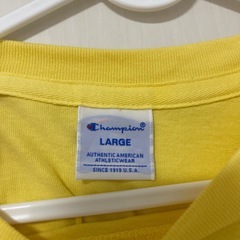 Champion
LARGE
AUTHENTIC AMERICAN
ATHLETICWEAR
SINCE 1919 U.S.A.